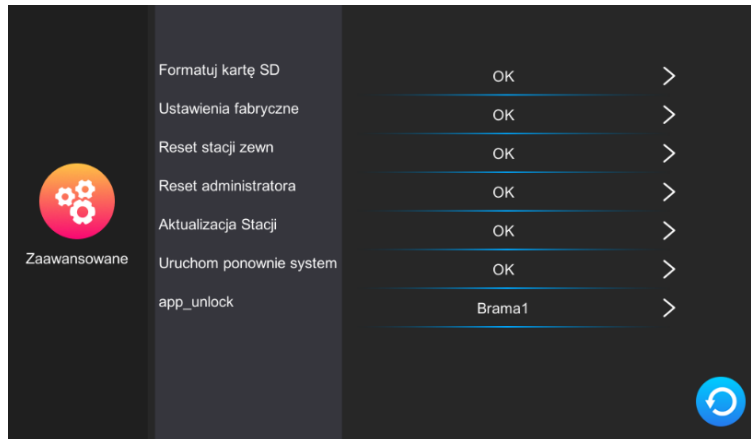 Formatuj kartę SD OK
Ustawienia fabryczne OK
Reset stacji zewn OK
Reset administratora OK
Aktualizacja Stacji OK
Zaawansowane
Uruchom ponownie system OK
app_unlock Brama1